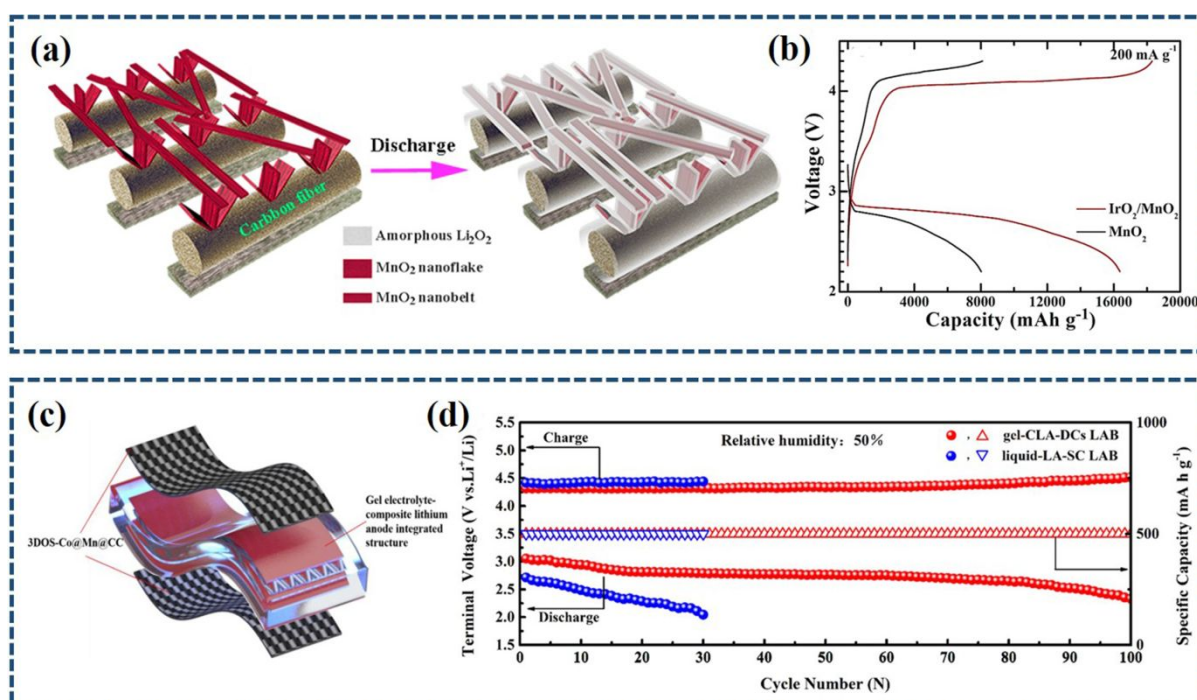 (a)
Carbbon fiber
Discharge
Amorphous Li₂O₂
MnO₂ nanoflake
MnO₂ nanobelt
(b)
200 mA g⁻¹
4
3
2
Voltage (V)
IrO₂/MnO₂
MnO₂
0 4000 8000 12000 16000 20000
Capacity (mAh g⁻¹)
(c)
3DOS-Co@Mn@CC
Gel electrolyte-
composite lithium
anode integrated
structure
(d)
Terminal Voltage (V vs.Li⁺/Li)
5.5
5.0
4.5
4.0
3.5
3.0
2.5
2.0
1.5
Charge
Relative humidity: 50%
, gel-CLA-DCs LAB
, liquid-LA-SC LAB
Discharge
1000
500
0
Specific Capacity (mA h g⁻¹)
0 10 20 30 40 50 60 70 80 90 100
Cycle Number (N)